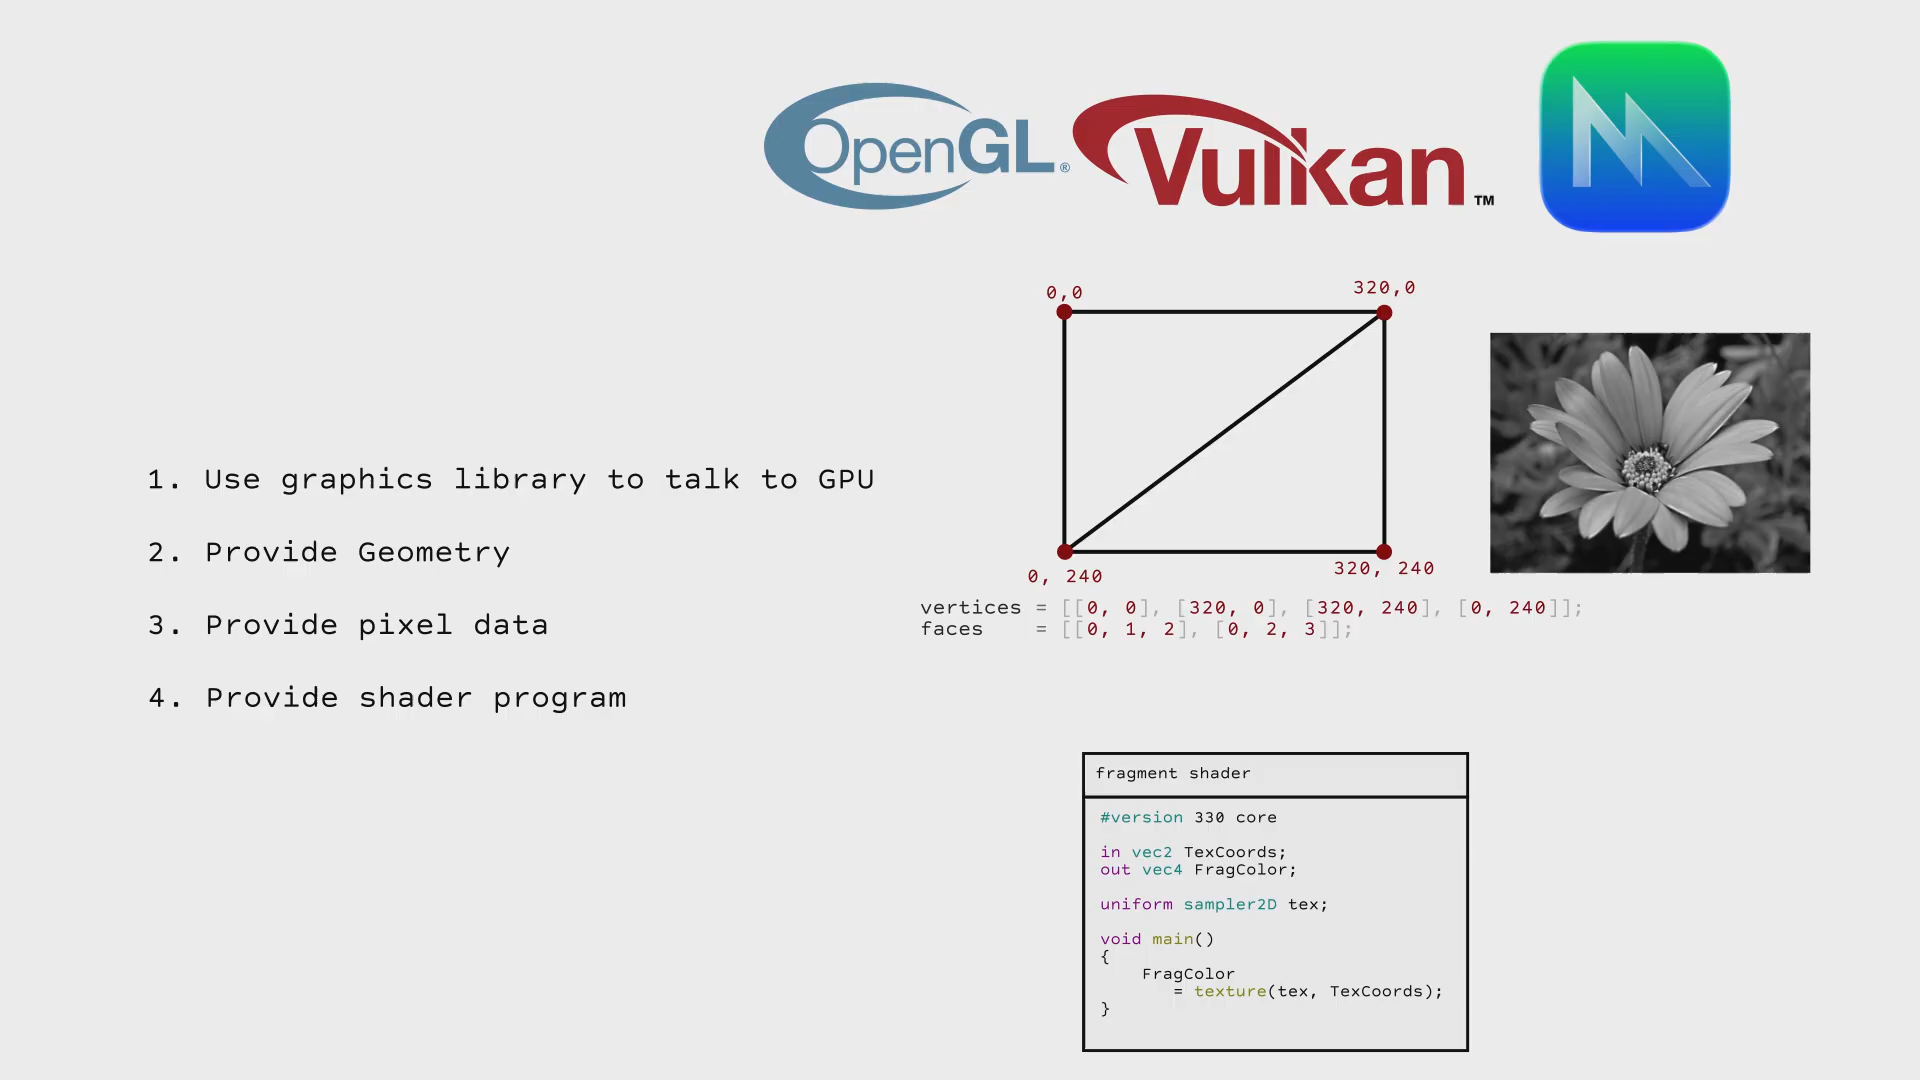 OpenGL®
Vulkan™
1. Use graphics library to talk to GPU
2. Provide Geometry
3. Provide pixel data
4. Provide shader program
0,0
320,0
0, 240
320, 240
vertices = [[0, 0], [320, 0], [320, 240], [0, 240]];
faces    = [[0, 1, 2], [0, 2, 3]];
fragment shader
#version 330 core
in vec2 TexCoords;
out vec4 FragColor;
uniform sampler2D tex;
void main()
{
    FragColor
       = texture(tex, TexCoords);
}